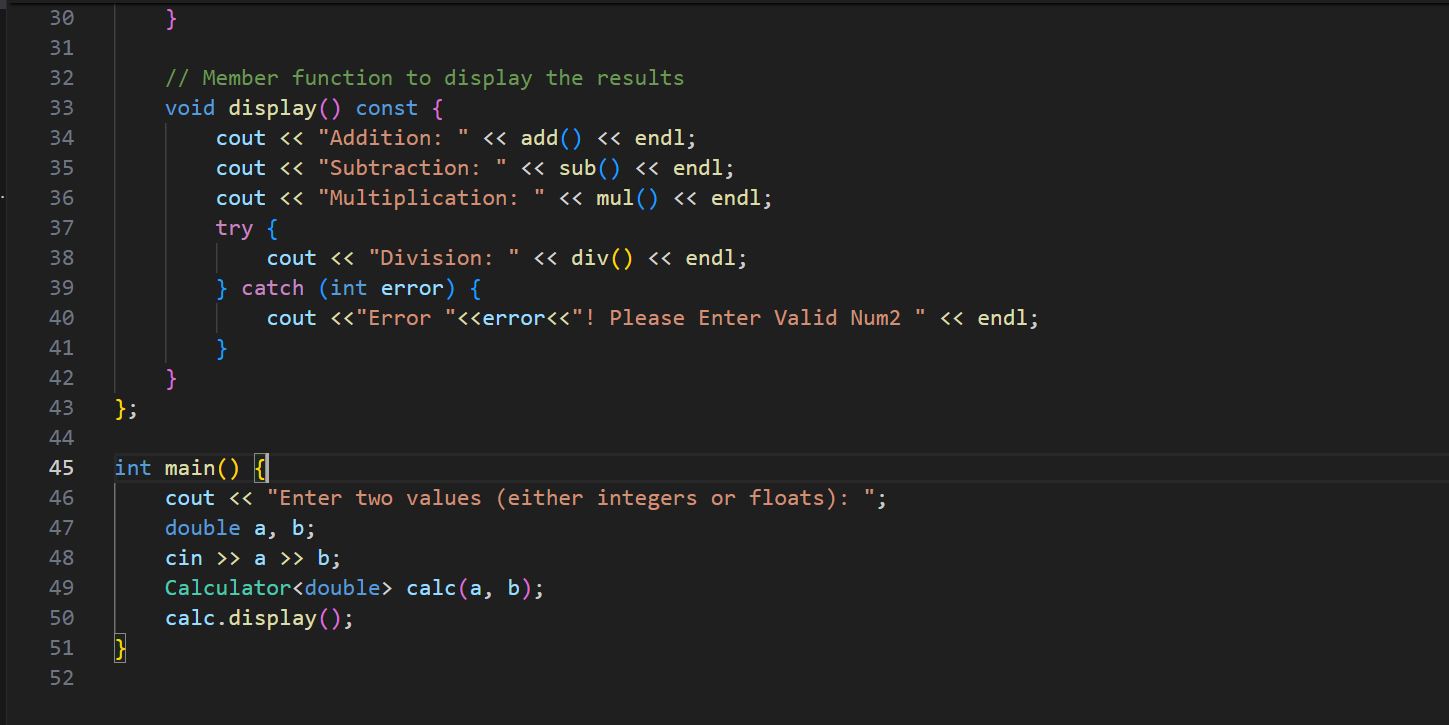 30 }
31
32 // Member function to display the results
33 void display() const {
34 cout << "Addition: " << add() << endl;
35 cout << "Subtraction: " << sub() << endl;
36 cout << "Multiplication: " << mul() << endl;
37 try {
38 cout << "Division: " << div() << endl;
39 } catch (int error) {
40 cout <<"Error "<<error<<"! Please Enter Valid Num2 " << endl;
41 }
42 }
43 };
44
45 int main() {
46 cout << "Enter two values (either integers or floats): ";
47 double a, b;
48 cin >> a >> b;
49 Calculator<double> calc(a, b);
50 calc.display();
51 }
52